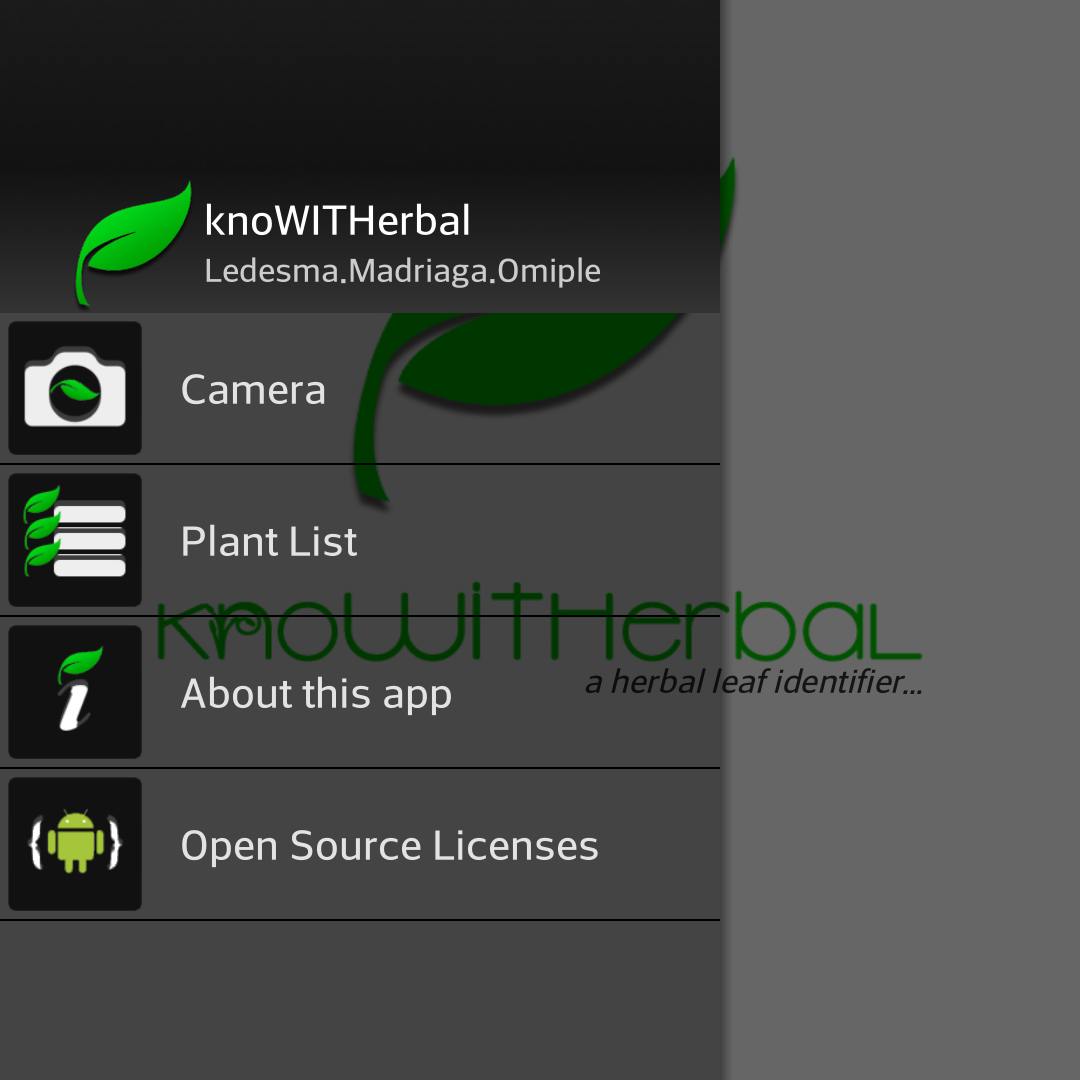 knoWITHerbal
Ledesma.Madriaga.Omiple
Camera
Plant List
knoWiTHerbaL
a herbal leaf identifier...
About this app
Open Source Licenses